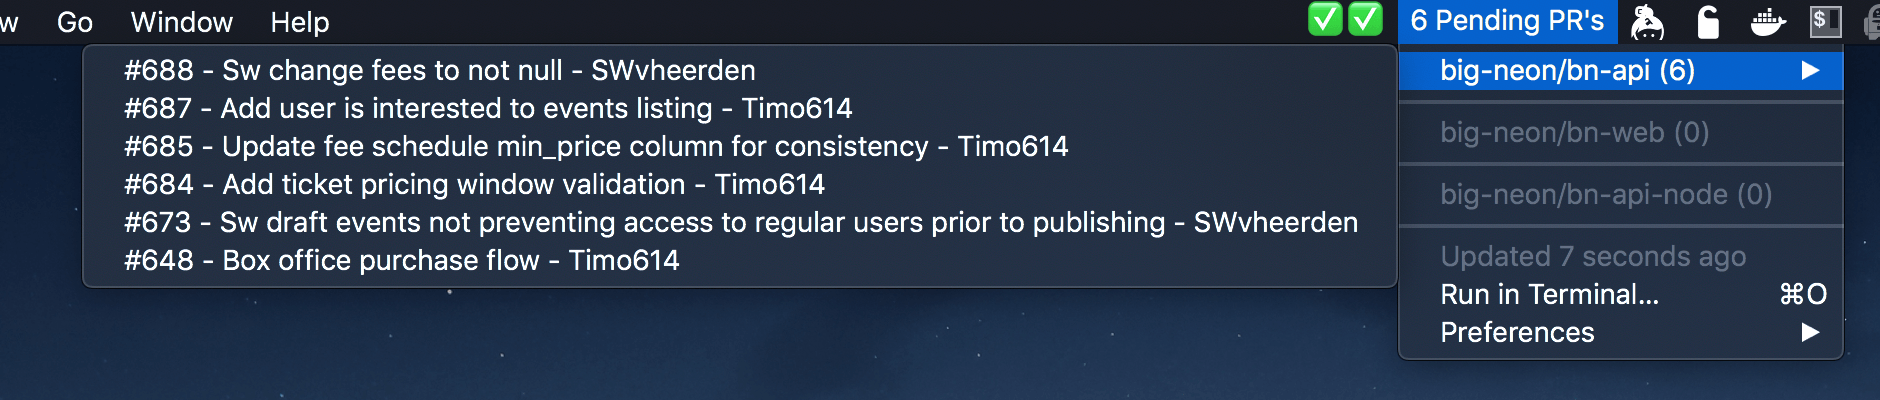 w Go Window Help 6 Pending PR's $
#688 - Sw change fees to not null - SWvheerden
#687 - Add user is interested to events listing - Timo614
#685 - Update fee schedule min_price column for consistency - Timo614
#684 - Add ticket pricing window validation - Timo614
#673 - Sw draft events not preventing access to regular users prior to publishing - SWvheerden
#648 - Box office purchase flow - Timo614
big-neon/bn-api (6)
big-neon/bn-web (0)
big-neon/bn-api-node (0)
Updated 7 seconds ago
Run in Terminal... ⌘O
Preferences